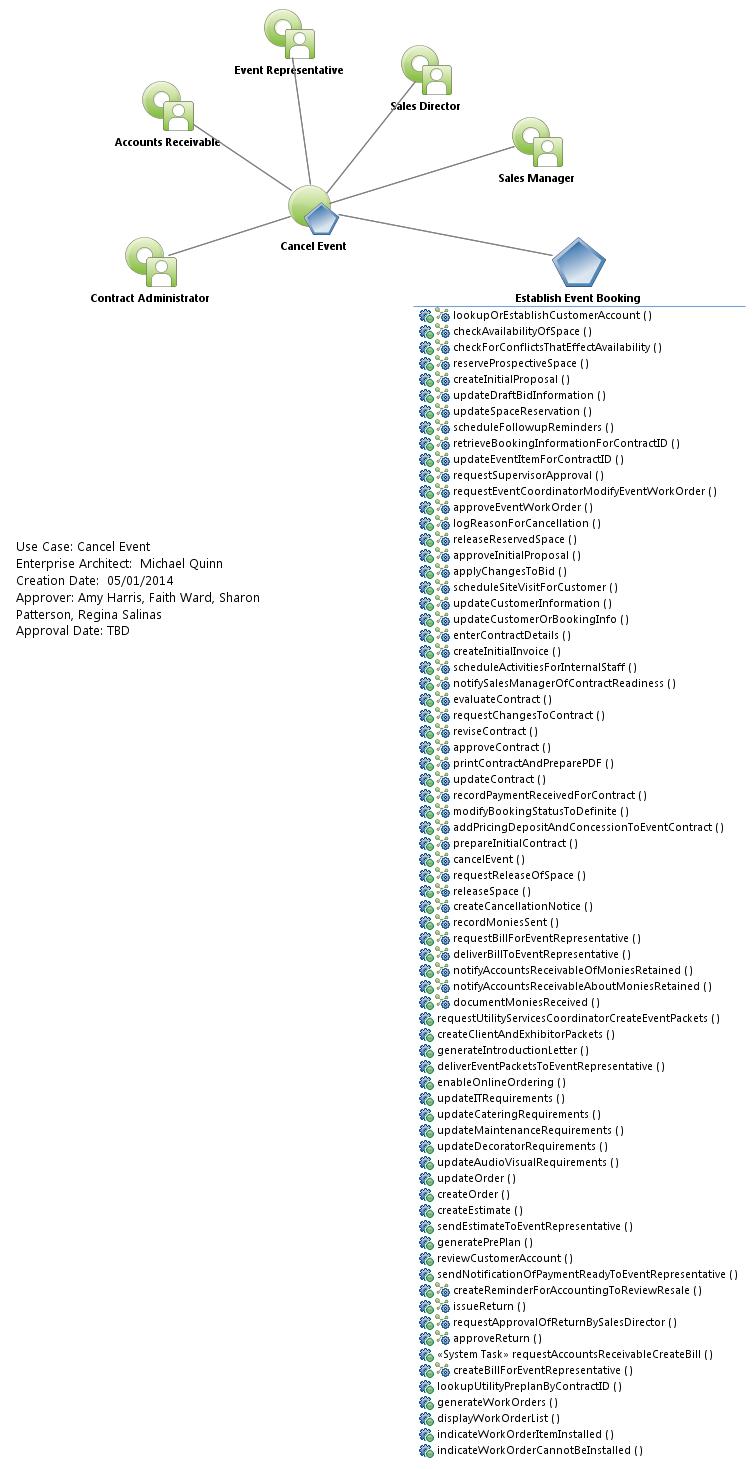 Event Representative
Sales Director
Accounts Receivable
Sales Manager
Cancel Event
Contract Administrator
Establish Event Booking
lookupOrEstablishCustomerAccount ()
checkAvailabilityOfSpace ()
checkForConflictsThatEffectAvailability ()
reserveProspectiveSpace ()
createInitialProposal ()
updateDraftBidInformation ()
updateSpaceReservation ()
scheduleFollowupReminders ()
retrieveBookingInformationForContractID ()
updateEventItemForContractID ()
requestSupervisorApproval ()
requestEventCoordinatorModifyEventWorkOrder ()
approveEventWorkOrder ()
logReasonForCancellation ()
releaseReservedSpace ()
approveInitialProposal ()
applyChangesToBid ()
scheduleSiteVisitForCustomer ()
updateCustomerInformation ()
updateCustomerOrBookingInfo ()
enterContractDetails ()
createInitialInvoice ()
scheduleActivitiesForInternalStaff ()
notifySalesManagerOfContractReadiness ()
evaluateContract ()
requestChangesToContract ()
reviseContract ()
approveContract ()
printContractAndPreparePDF ()
updateContract ()
recordPaymentReceivedForContract ()
modifyBookingStatusToDefinite ()
addPricingDepositAndConcessionToEventContract ()
prepareInitialContract ()
cancelEvent ()
requestReleaseOfSpace ()
releaseSpace ()
createCancellationNotice ()
recordMoniesSent ()
requestBillForEventRepresentative ()
deliverBillToEventRepresentative ()
notifyAccountsReceivableOfMoniesRetained ()
notifyAccountsReceivableAboutMoniesRetained ()
documentMoniesReceived ()
requestUtilityServicesCoordinatorCreateEventPackets ()
createClientAndExhibitorPackets ()
generateIntroductionLetter ()
deliverEventPacketsToEventRepresentative ()
enableOnlineOrdering ()
updateITRequirements ()
updateCateringRequirements ()
updateMaintenanceRequirements ()
updateDecoratorRequirements ()
updateAudioVisualRequirements ()
updateOrder ()
createOrder ()
createEstimate ()
sendEstimateToEventRepresentative ()
generatePrePlan ()
reviewCustomerAccount ()
sendNotificationOfPaymentReadyToEventRepresentative ()
createReminderForAccountingToReviewResale ()
issueReturn ()
requestApprovalOfReturnBySalesDirector ()
approveReturn ()
«System Task» requestAccountsReceivableCreateBill ()
createBillForEventRepresentative ()
lookupUtilityPreplanByContractID ()
generateWorkOrders ()
displayWorkOrderList ()
indicateWorkOrderItemInstalled ()
indicateWorkOrderCannotBeInstalled ()
Use Case: Cancel Event
Enterprise Architect:  Michael Quinn
Creation Date:  05/01/2014
Approver: Amy Harris, Faith Ward, Sharon
Patterson, Regina Salinas
Approval Date: TBD